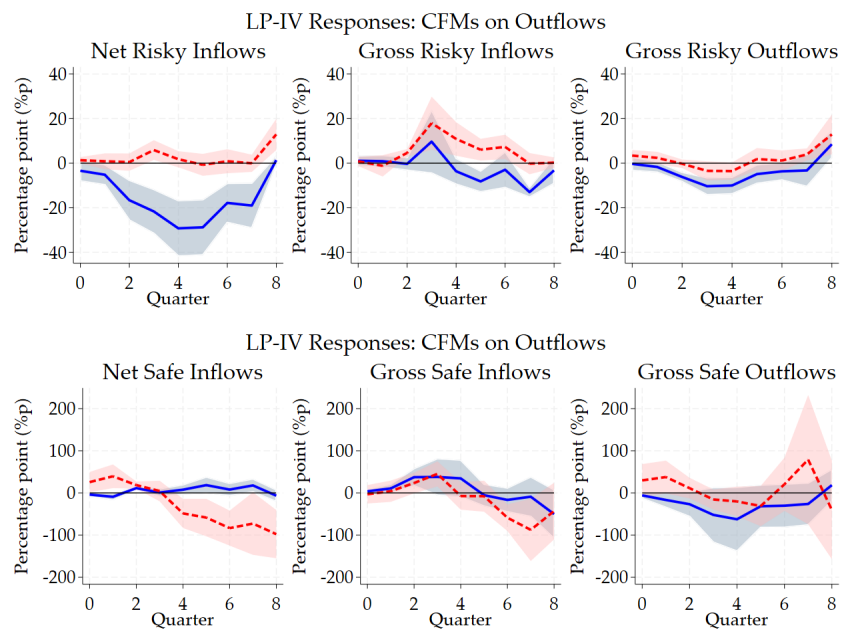 LP-IV Responses: CFMs on Outflows
Net Risky Inflows
Gross Risky Inflows
Gross Risky Outflows
Percentage point (%p)
40
20
0
-20
-40
0 2 4 6 8
Quarter
Percentage point (%p)
40
20
0
-20
-40
0 2 4 6 8
Quarter
Percentage point (%p)
40
20
0
-20
-40
0 2 4 6 8
Quarter
LP-IV Responses: CFMs on Outflows
Net Safe Inflows
Gross Safe Inflows
Gross Safe Outflows
Percentage point (%p)
200
100
0
-100
-200
0 2 4 6 8
Quarter
Percentage point (%p)
200
100
0
-100
-200
0 2 4 6 8
Quarter
Percentage point (%p)
200
100
0
-100
-200
0 2 4 6 8
Quarter